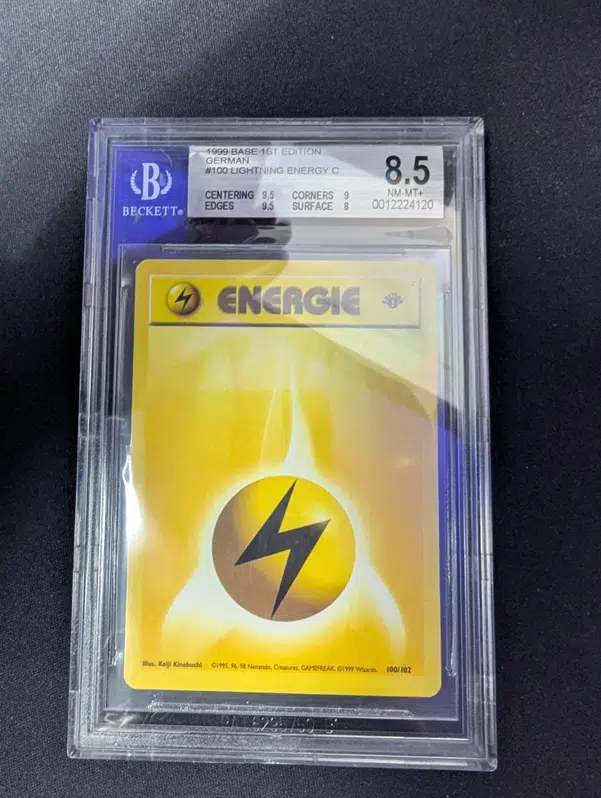 1999 BASE 1ST EDITION
GERMAN
#100 LIGHTNING ENERGY C
CENTERING 9.5 CORNERS 9
EDGES 9.5 SURFACE 8
8.5
NM-MT+
0012224120
B
BECKETT®
ENERGIE
1
Illus. Keiji Kinebuchi ©1995, 96, 98 Nintendo, Creatures, GAMEFREAK, ©1999 Wizards. 100/102